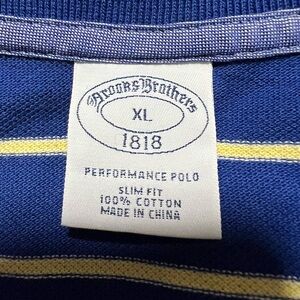 Brooks Brothers
XL
1818
PERFORMANCE POLO
SLIM FIT
100% COTTON
MADE IN CHINA